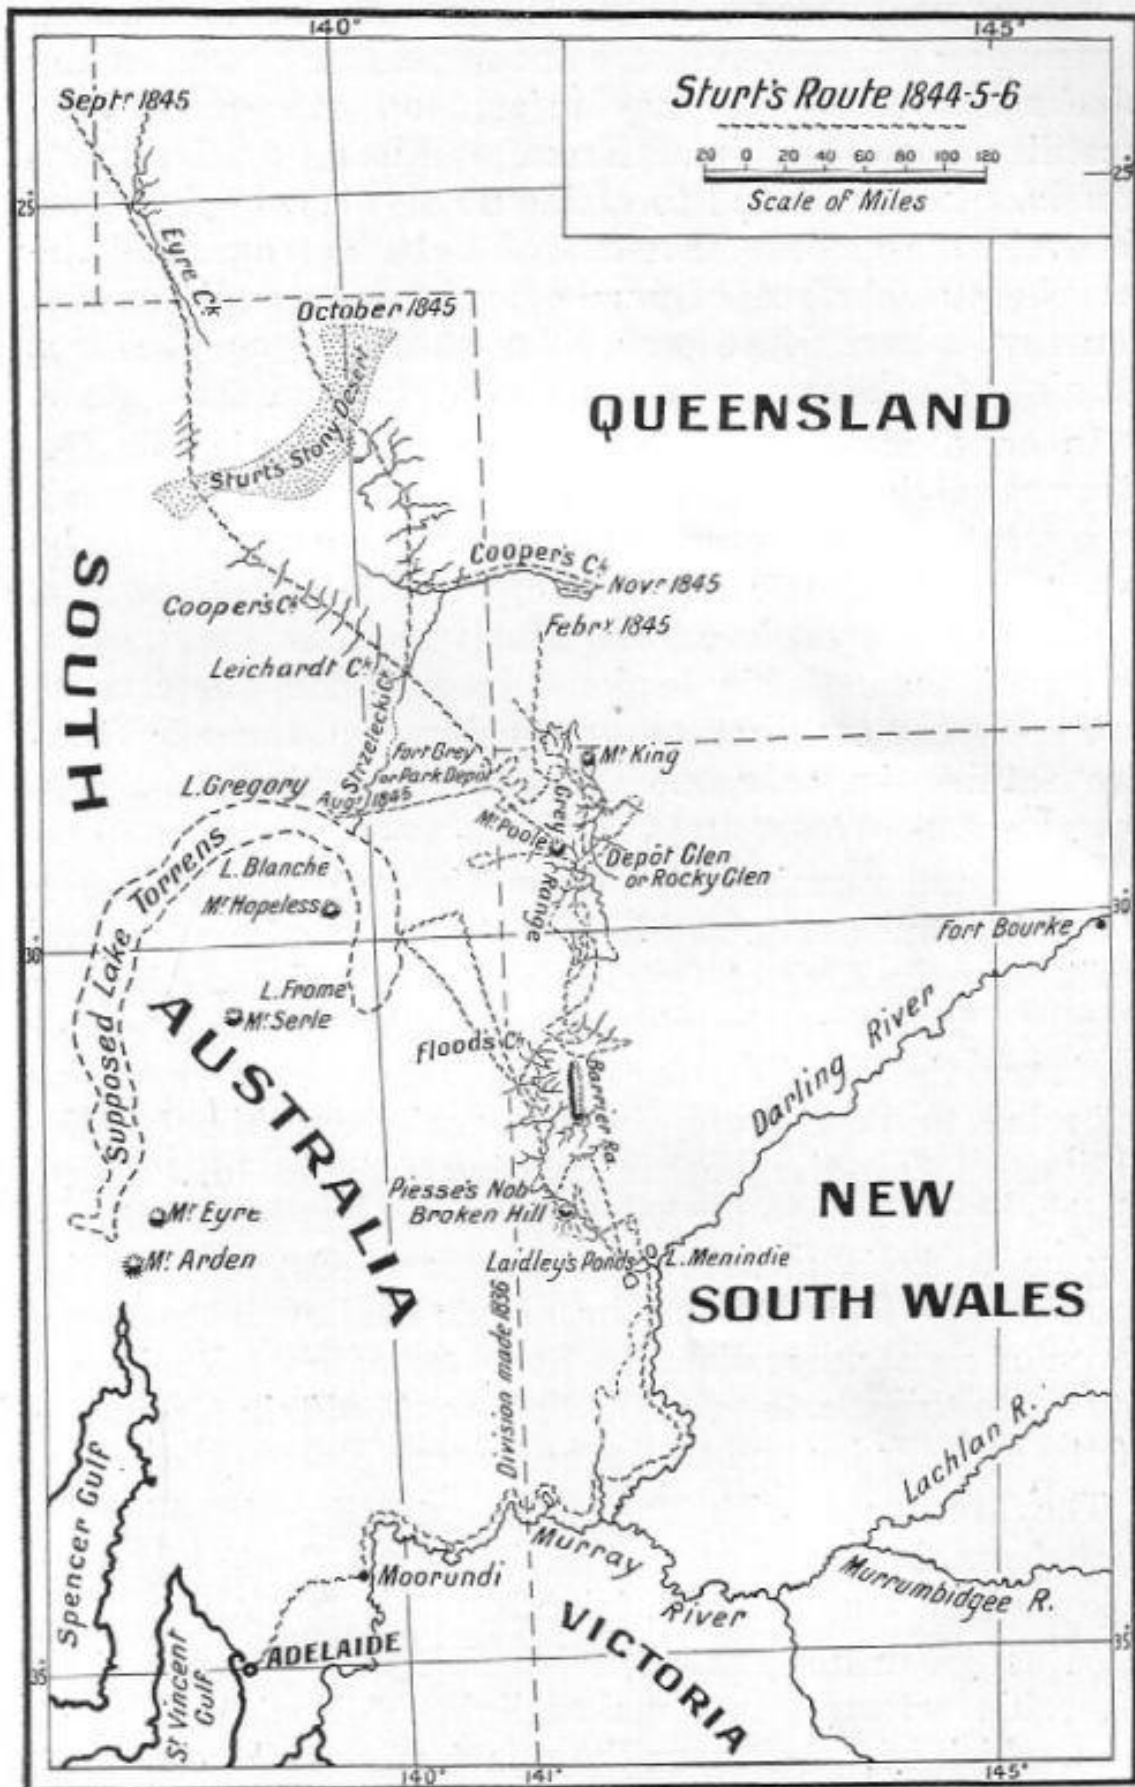 140°
145°
Sturt's Route 1844-5-6
20 0 20 40 60 80 100 120
Scale of Miles
Septr 1845
25°
25°
Eyre Ck
October 1845
Sturt's Stony Desert
QUEENSLAND
Cooper's Ck
Novr 1845
Cooper's Ck
Febry. 1845
Leichardt Ck
Strzelecki Cr.
SOUTH
AUSTRALIA
Fort Grey
or Park Depot
Augt 1845
Mt King
L. Gregory
Mt Poole
Grey
Range
Depôt Glen
or Rocky Glen
Supposed Lake Torrens
L. Blanche
Mt Hopeless
30°
30°
Fort Bourke
L. Frome
Mt Serle
Floods Ck
Barrier Ra.
Darling River
Piesse's Nob
Broken Hill
NEW
SOUTH WALES
Mt Eyre
Mt Arden
Laidley's Ponds
L. Menindie
Division made 1836
Lachlan R.
Spencer Gulf
Murray
River
Murrumbidgee R.
Moorundi
ADELAIDE
St Vincent
Gulf
VICTORIA
35°
35°
140°
141°
145°